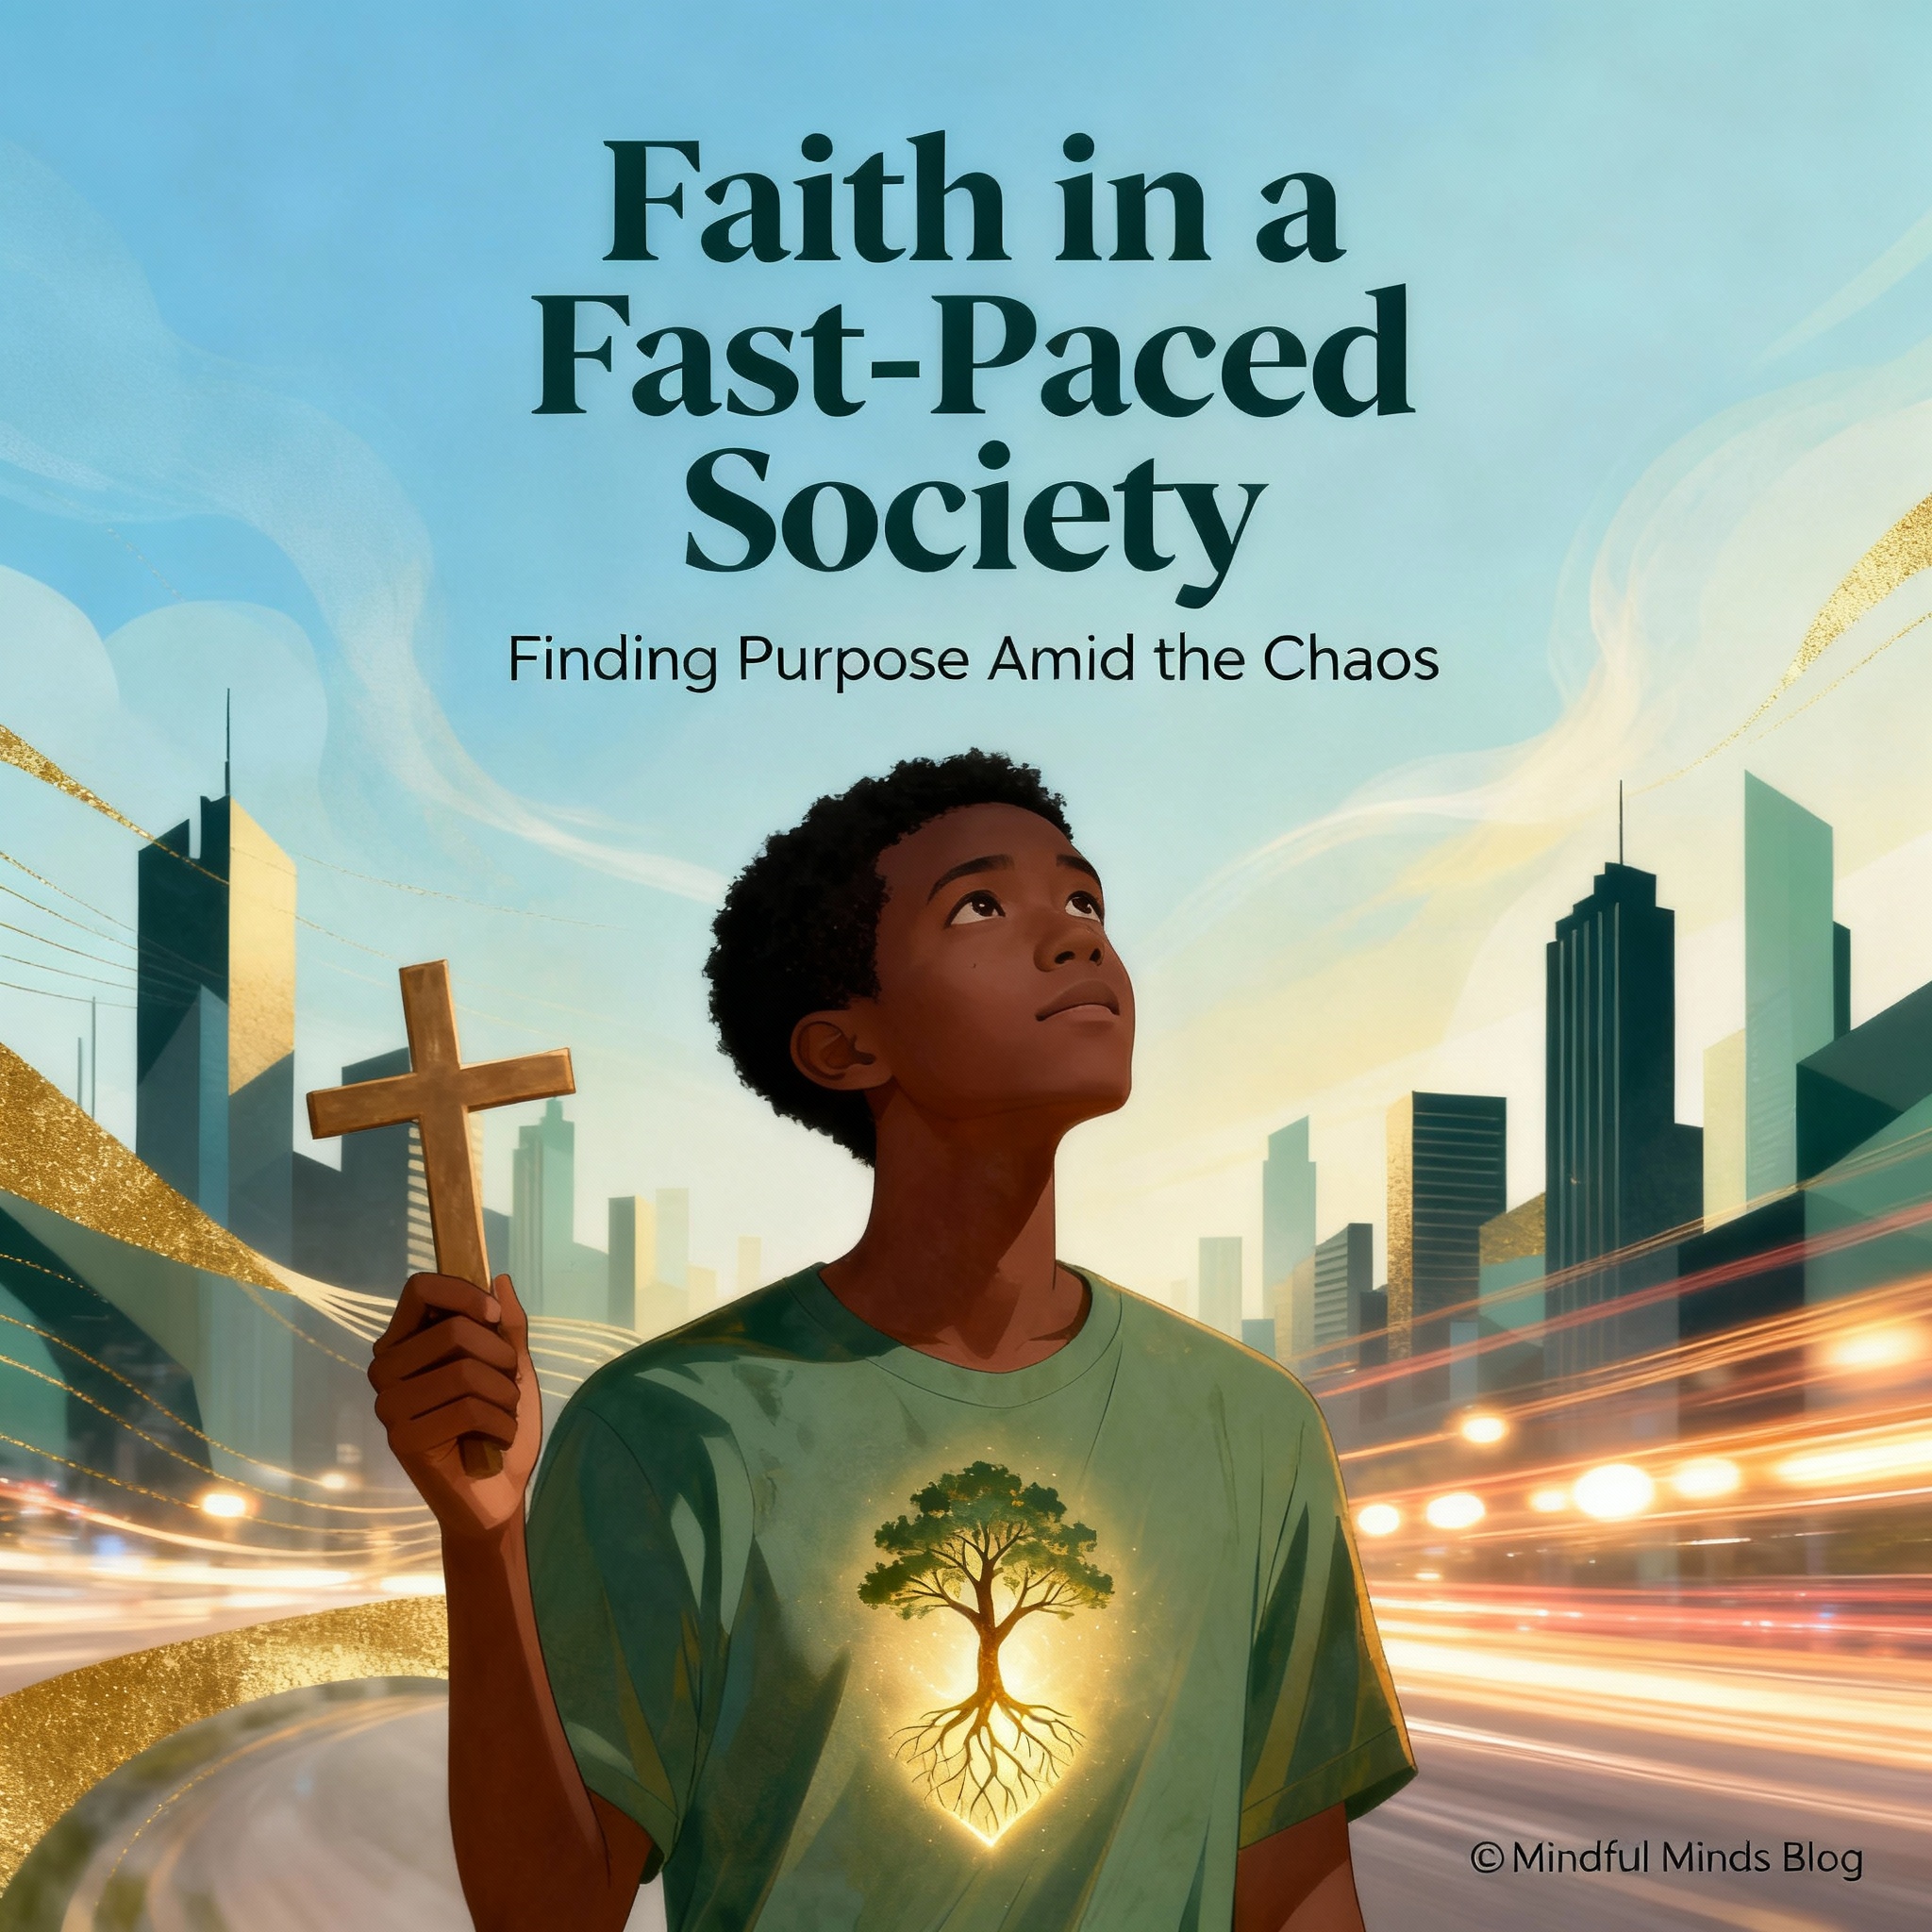 Faith in a
Fast-Paced
Society
Finding Purpose Amid the Chaos
© Mindful Minds Blog